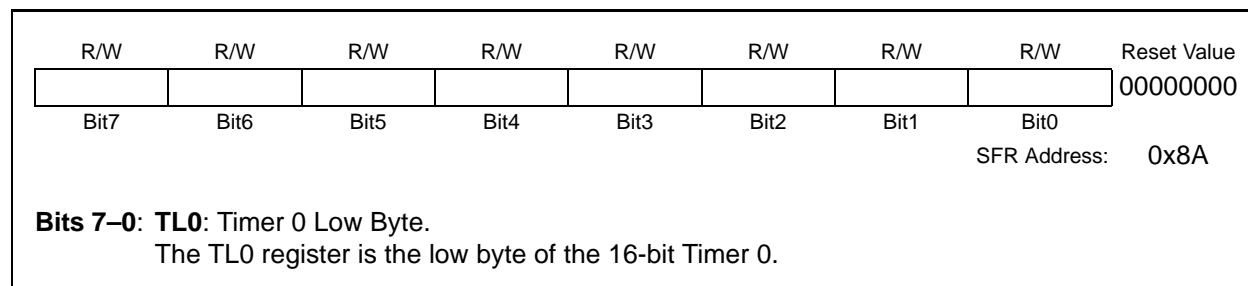 R/W R/W R/W R/W R/W R/W R/W R/W Reset Value
00000000
Bit7 Bit6 Bit5 Bit4 Bit3 Bit2 Bit1 Bit0
SFR Address: 0x8A
Bits 7–0: TL0: Timer 0 Low Byte.
The TL0 register is the low byte of the 16-bit Timer 0.